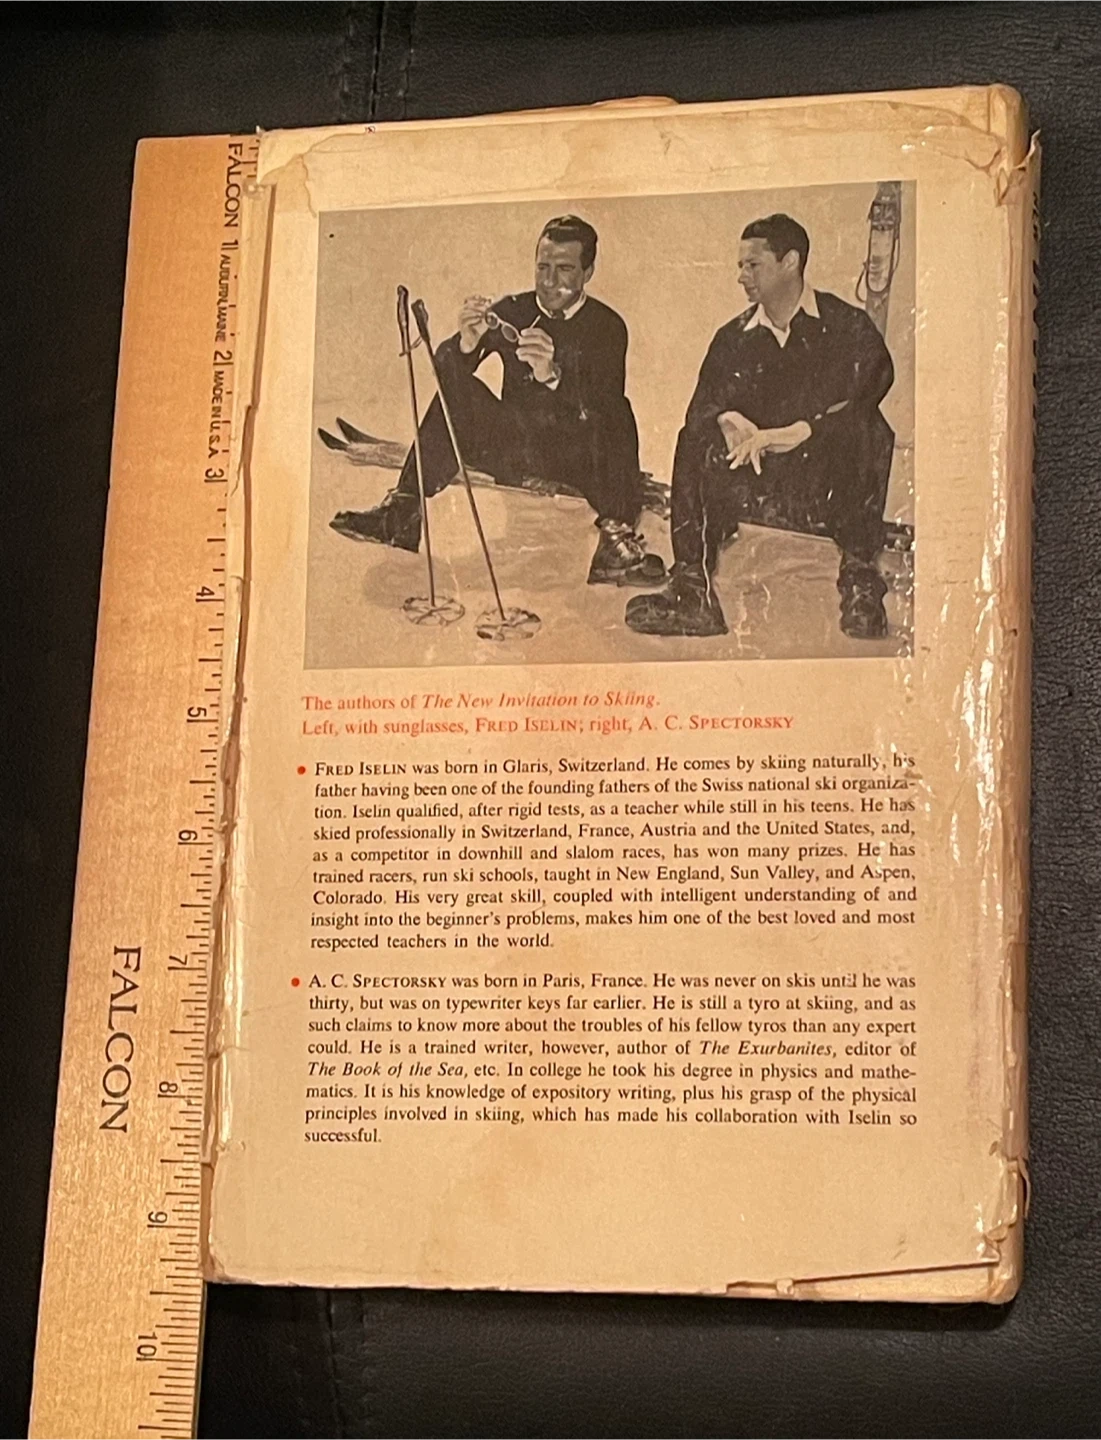 FALCON 1 AUBURN, MAINE 2 MADE IN U.S.A. 3
4
5
6
7
8
9
10
FALCON
The authors of The New Invitation to Skiing.
Left, with sunglasses, FRED ISELIN; right, A. C. SPECTORSKY
• FRED ISELIN was born in Glaris, Switzerland. He comes by skiing naturally, his
father having been one of the founding fathers of the Swiss national ski organiza-
tion. Iselin qualified, after rigid tests, as a teacher while still in his teens. He has
skied professionally in Switzerland, France, Austria and the United States, and,
as a competitor in downhill and slalom races, has won many prizes. He has
trained racers, run ski schools, taught in New England, Sun Valley, and Aspen,
Colorado. His very great skill, coupled with intelligent understanding of and
insight into the beginner's problems, makes him one of the best loved and most
respected teachers in the world.
• A. C. SPECTORSKY was born in Paris, France. He was never on skis until he was
thirty, but was on typewriter keys far earlier. He is still a tyro at skiing, and as
such claims to know more about the troubles of his fellow tyros than any expert
could. He is a trained writer, however, author of The Exurbanites, editor of
The Book of the Sea, etc. In college he took his degree in physics and mathe-
matics. It is his knowledge of expository writing, plus his grasp of the physical
principles involved in skiing, which has made his collaboration with Iselin so
successful.